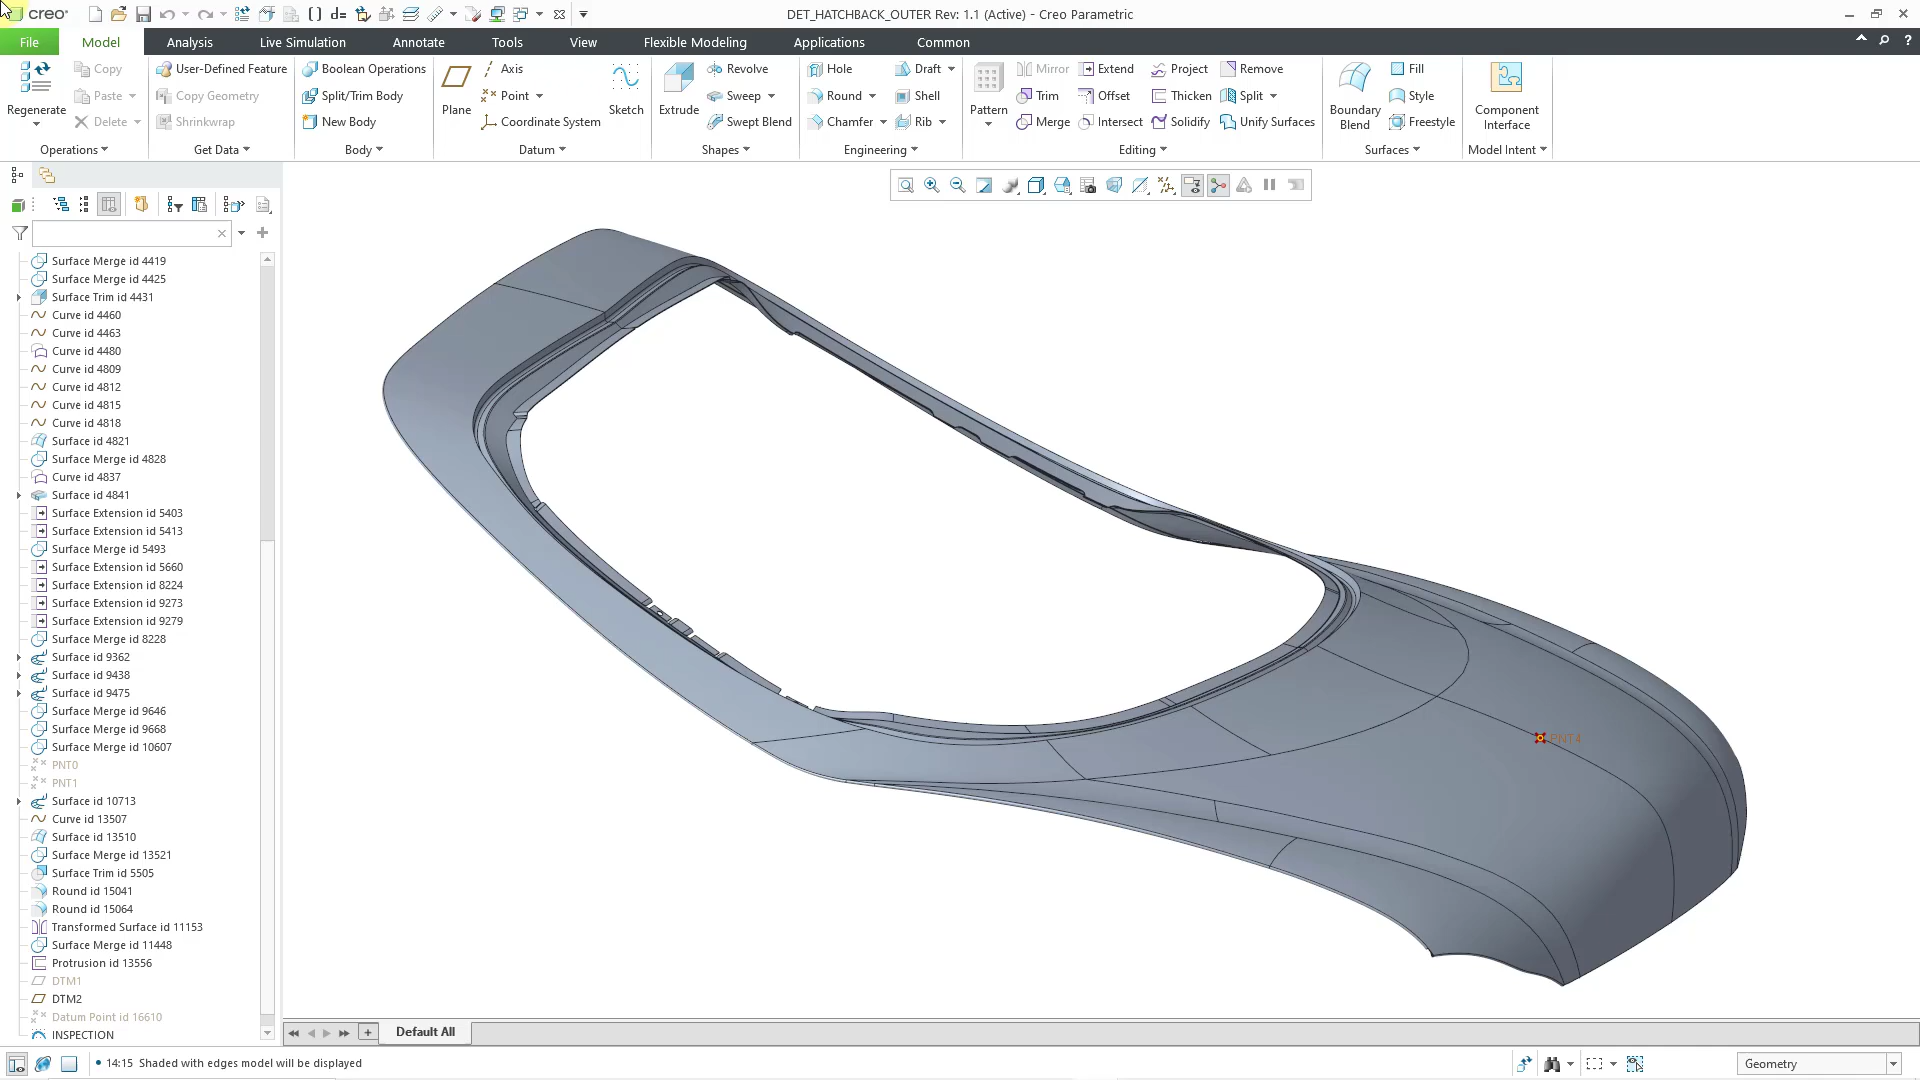 creo
d=
DET_HATCHBACK_OUTER Rev: 1.1 (Active) - Creo Parametric
File
Model
Analysis
Live Simulation
Annotate
Tools
View
Flexible Modeling
Applications
Common
Regenerate
Copy
Paste
Delete
Operations
User-Defined Feature
Copy Geometry
Shrinkwrap
Get Data
Boolean Operations
Split/Trim Body
New Body
Body
Plane
Axis
Point
Coordinate System
Sketch
Datum
Extrude
Revolve
Sweep
Swept Blend
Shapes
Hole
Round
Chamfer
Draft
Shell
Rib
Engineering
Pattern
Mirror
Trim
Merge
Extend
Offset
Intersect
Project
Thicken
Solidify
Remove
Split
Unify Surfaces
Editing
Boundary
Blend
Fill
Style
Freestyle
Surfaces
Component
Interface
Model Intent
Surface Merge id 4419
Surface Merge id 4425
Surface Trim id 4431
Curve id 4460
Curve id 4463
Curve id 4480
Curve id 4809
Curve id 4812
Curve id 4815
Curve id 4818
Surface id 4821
Surface Merge id 4828
Curve id 4837
Surface id 4841
Surface Extension id 5403
Surface Extension id 5413
Surface Merge id 5493
Surface Extension id 5660
Surface Extension id 8224
Surface Extension id 9273
Surface Extension id 9279
Surface Merge id 8228
Surface id 9362
Surface id 9438
Surface id 9475
Surface Merge id 9646
Surface Merge id 9668
Surface Merge id 10607
PNT0
PNT1
Surface id 10713
Curve id 13507
Surface id 13510
Surface Merge id 13521
Surface Trim id 5505
Round id 15041
Round id 15064
Transformed Surface id 11153
Surface Merge id 11448
Protrusion id 13556
DTM1
DTM2
Datum Point id 16610
INSPECTION
PNT4
Default All
• 14:15 Shaded with edges model will be displayed
Geometry